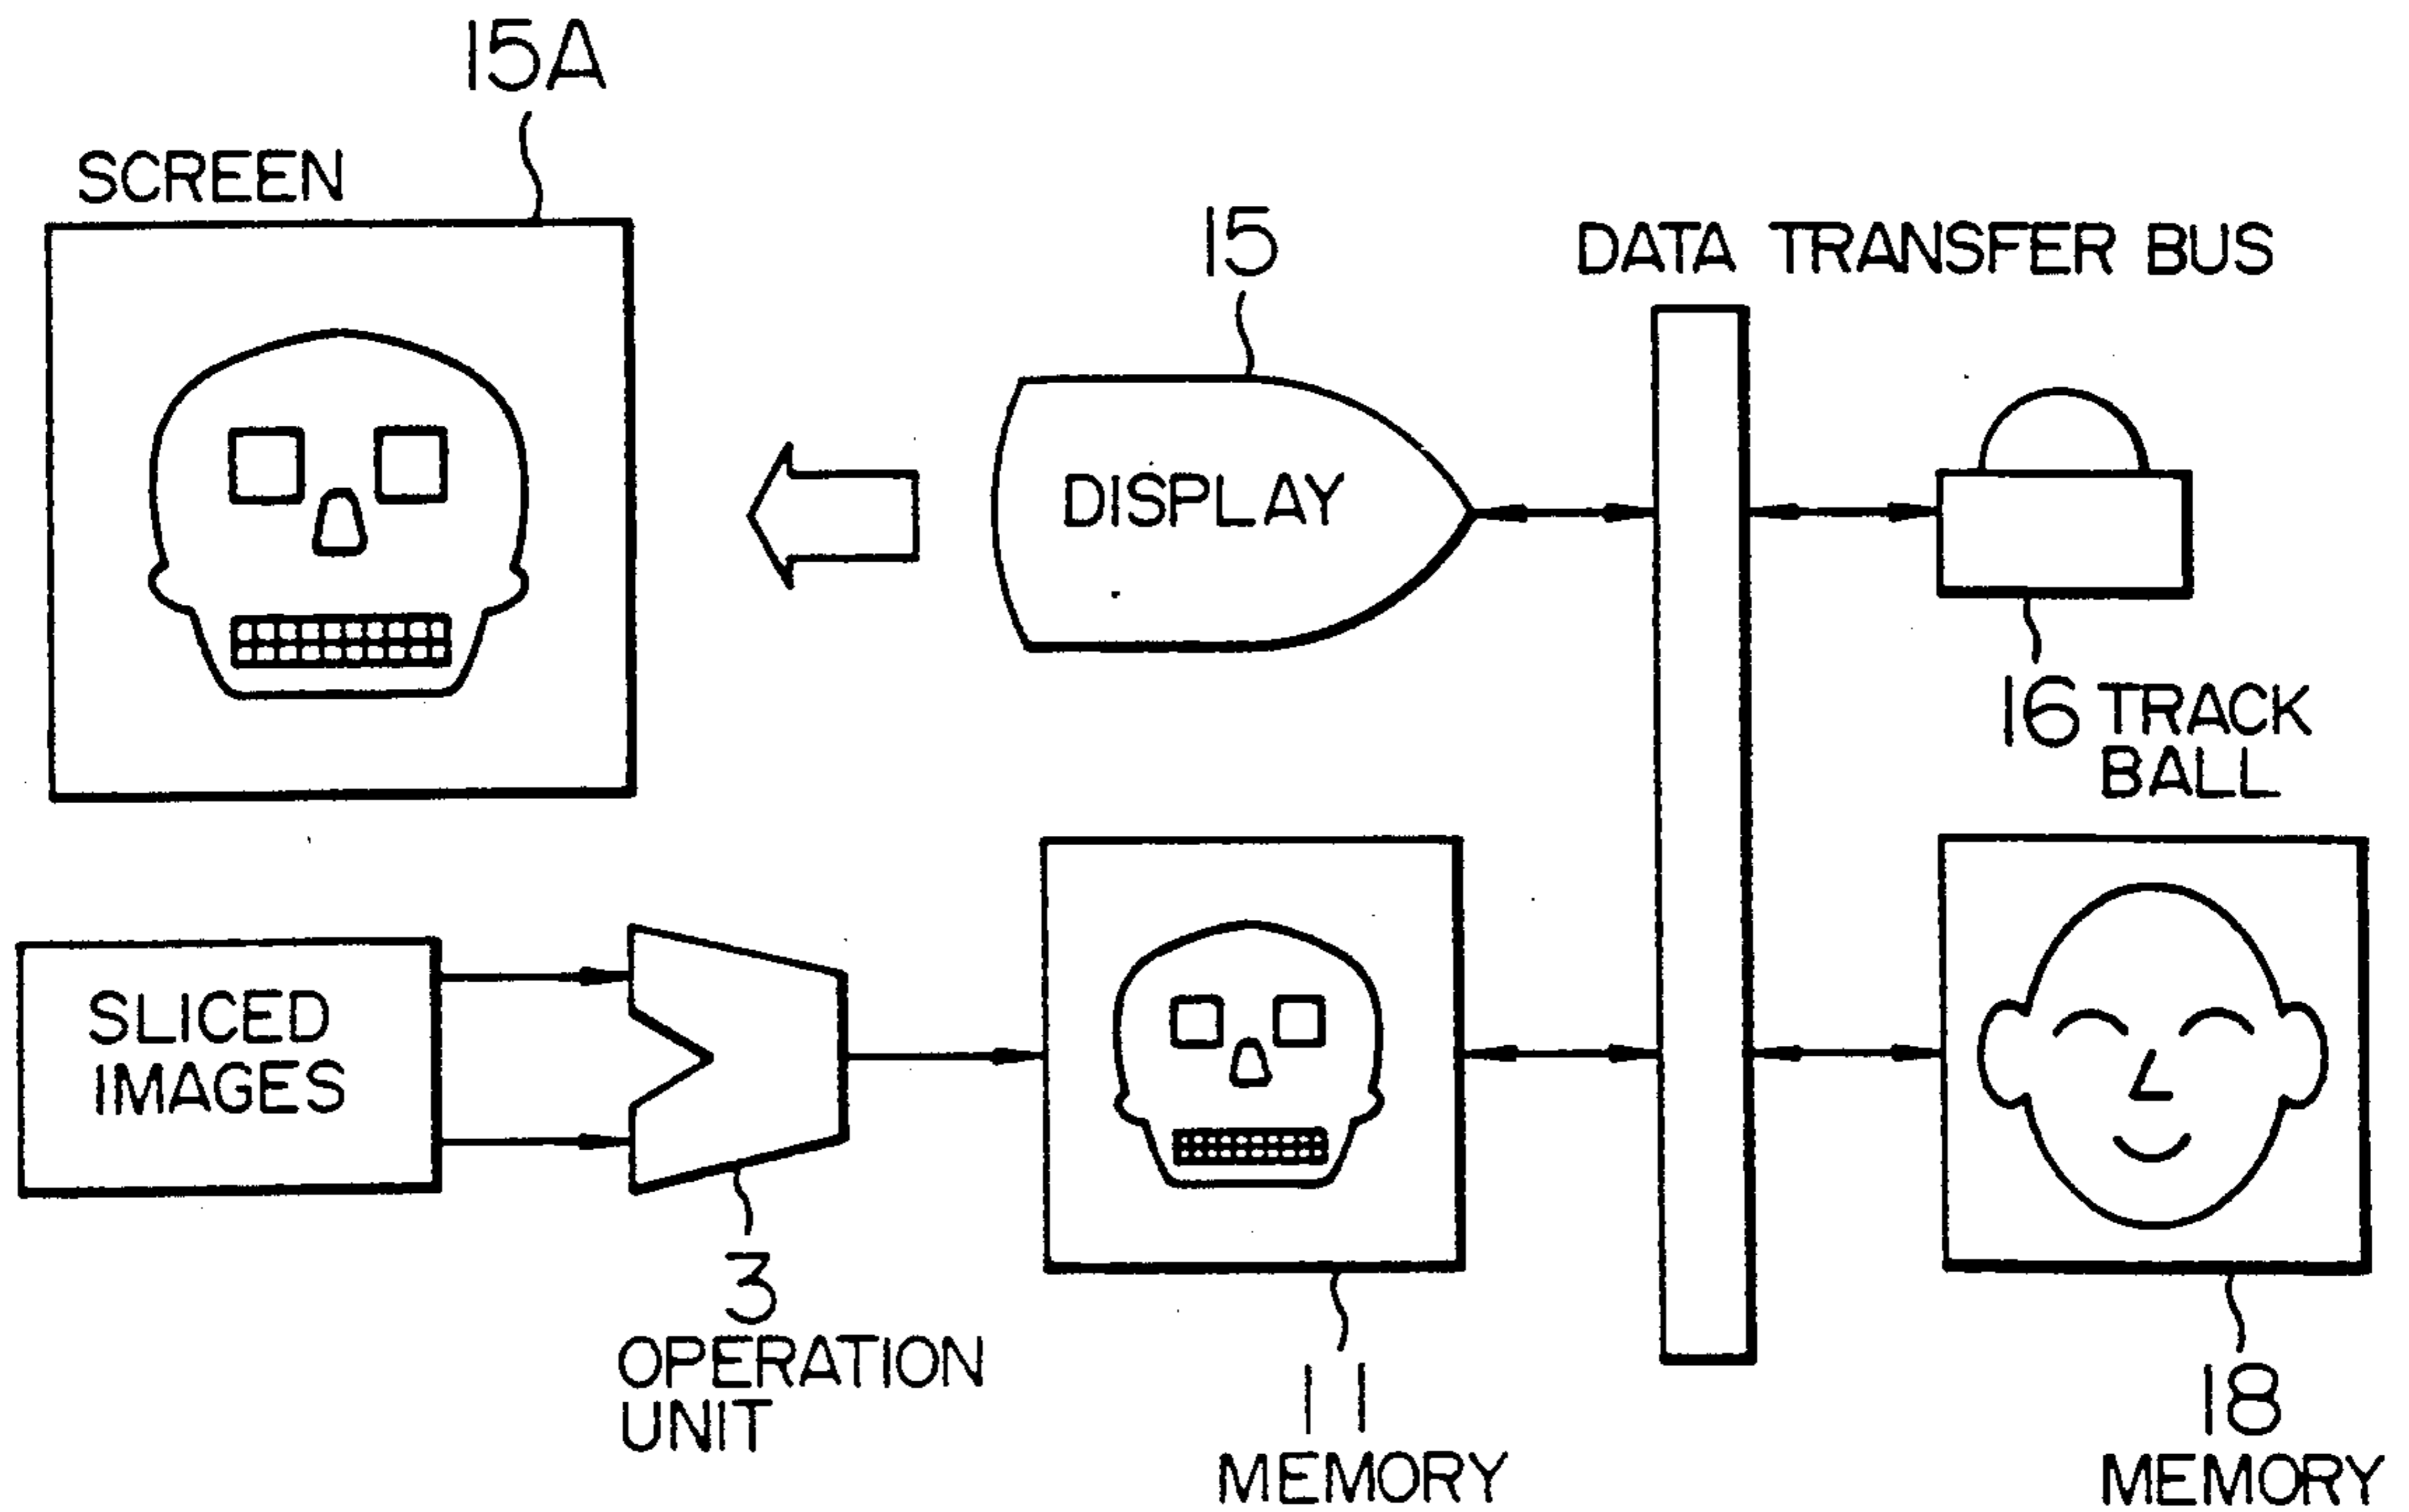 15A
SCREEN
15
DATA TRANSFER BUS
DISPLAY
16 TRACK
BALL
SLICED
IMAGES
3
OPERATION
UNIT
11
MEMORY
18
MEMORY